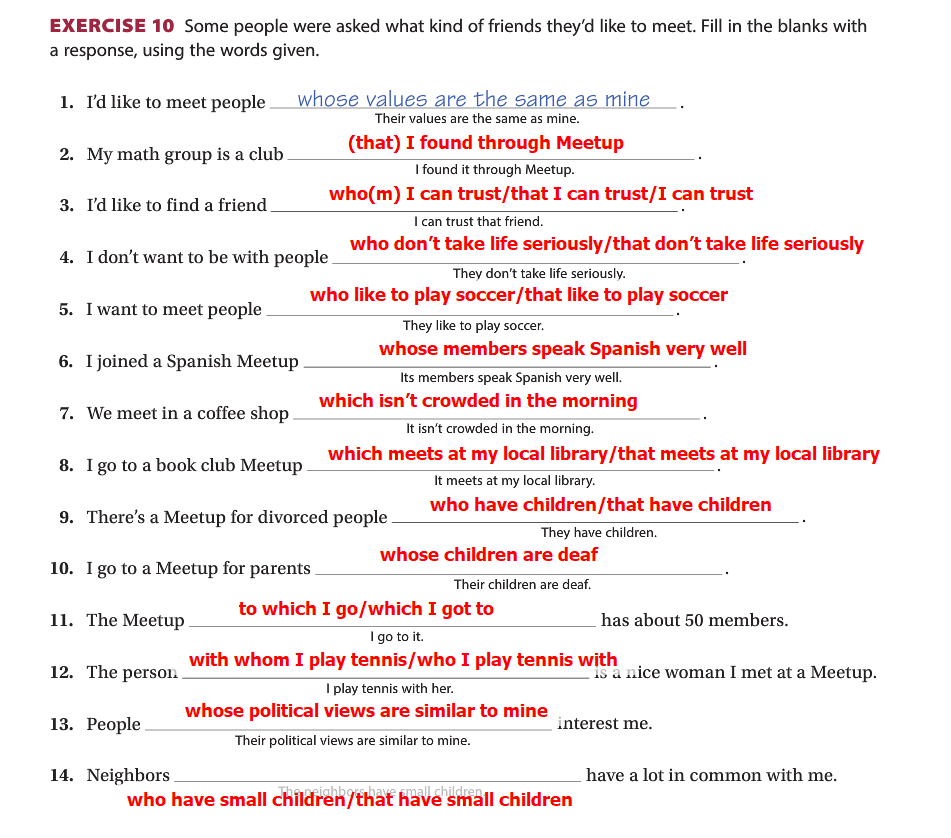 EXERCISE 10 Some people were asked what kind of friends they'd like to meet. Fill in the blanks with
a response, using the words given.
1. I'd like to meet people whose values are the same as mine .
Their values are the same as mine.
(that) I found through Meetup
2. My math group is a club .
I found it through Meetup.
who(m) I can trust/that I can trust/I can trust
3. I'd like to find a friend .
I can trust that friend.
who don't take life seriously/that don't take life seriously
4. I don't want to be with people .
They don't take life seriously.
who like to play soccer/that like to play soccer
5. I want to meet people .
They like to play soccer.
whose members speak Spanish very well
6. I joined a Spanish Meetup .
Its members speak Spanish very well.
which isn't crowded in the morning
7. We meet in a coffee shop .
It isn't crowded in the morning.
which meets at my local library/that meets at my local library
8. I go to a book club Meetup .
It meets at my local library.
who have children/that have children
9. There's a Meetup for divorced people .
They have children.
whose children are deaf
10. I go to a Meetup for parents .
Their children are deaf.
to which I go/which I got to
11. The Meetup has about 50 members.
I go to it.
with whom I play tennis/who I play tennis with
12. The person is a nice woman I met at a Meetup.
I play tennis with her.
whose political views are similar to mine
13. People interest me.
Their political views are similar to mine.
14. Neighbors have a lot in common with me.
The neighbors have small children.
who have small children/that have small children